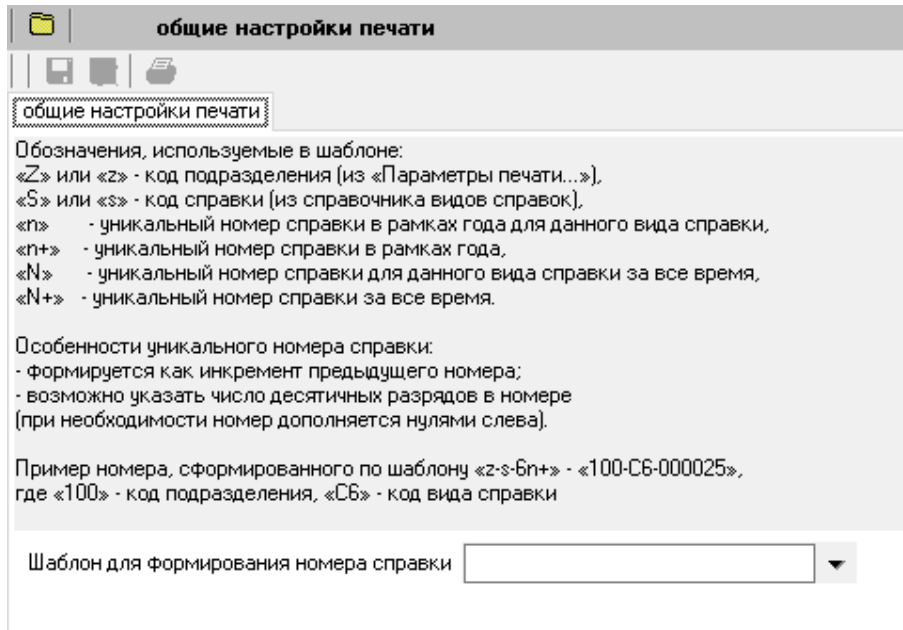 общие настройки печати
общие настройки печати
Обозначения, используемые в шаблоне:
«Z» или «z» - код подразделения (из «Параметры печати...»),
«S» или «s» - код справки (из справочника видов справок),
«n» - уникальный номер справки в рамках года для данного вида справки,
«n+» - уникальный номер справки в рамках года,
«N» - уникальный номер справки для данного вида справки за все время,
«N+» - уникальный номер справки за все время.
Особенности уникального номера справки:
- формируется как инкремент предыдущего номера;
- возможно указать число десятичных разрядов в номере
(при необходимости номер дополняется нулями слева).
Пример номера, сформированного по шаблону «z-s-6n+» - «100-С6-000025»,
где «100» - код подразделения, «С6» - код вида справки
Шаблон для формирования номера справки